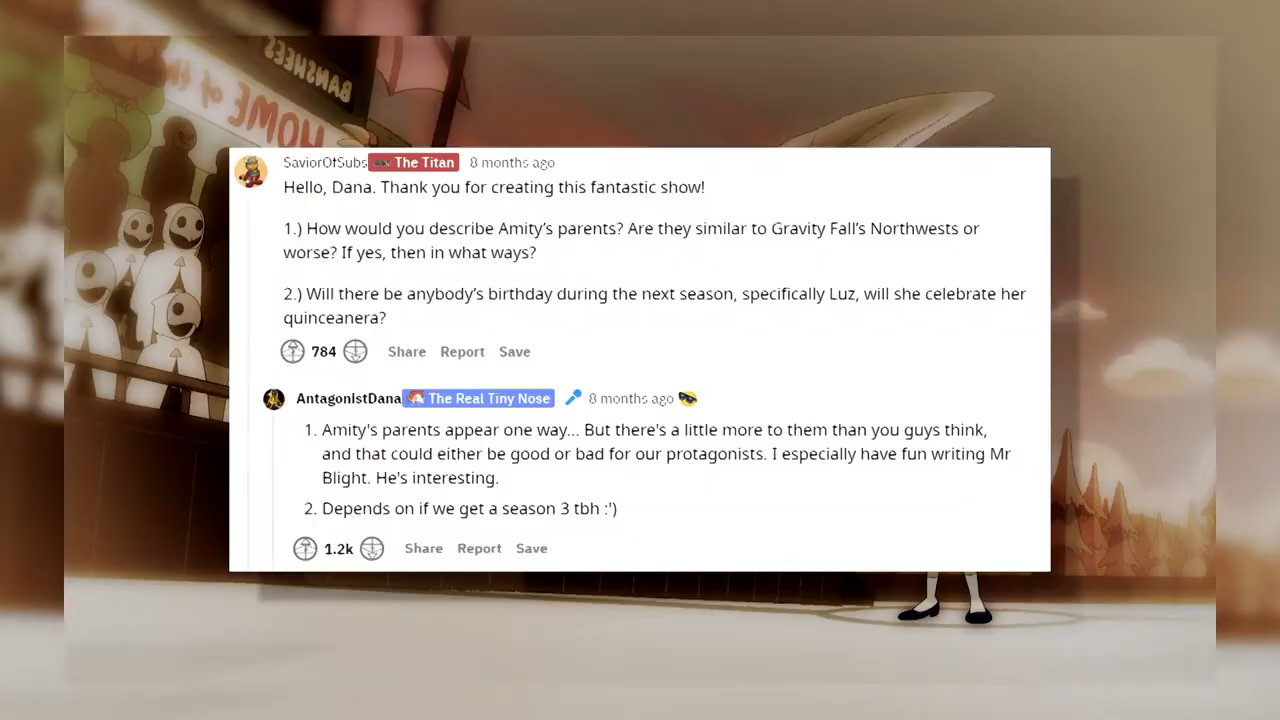 BANSHEES
HOME of the
SaviorOfSubs The Titan 8 months ago
Hello, Dana. Thank you for creating this fantastic show!
1.) How would you describe Amity’s parents? Are they similar to Gravity Fall’s Northwests or
worse? If yes, then in what ways?
2.) Will there be anybody’s birthday during the next season, specifically Luz, will she celebrate her
quinceanera?
784 Share Report Save
AntagonistDana The Real Tiny Nose 8 months ago
1. Amity's parents appear one way... But there's a little more to them than you guys think,
and that could either be good or bad for our protagonists. I especially have fun writing Mr
Blight. He's interesting.
2. Depends on if we get a season 3 tbh :')
1.2k Share Report Save